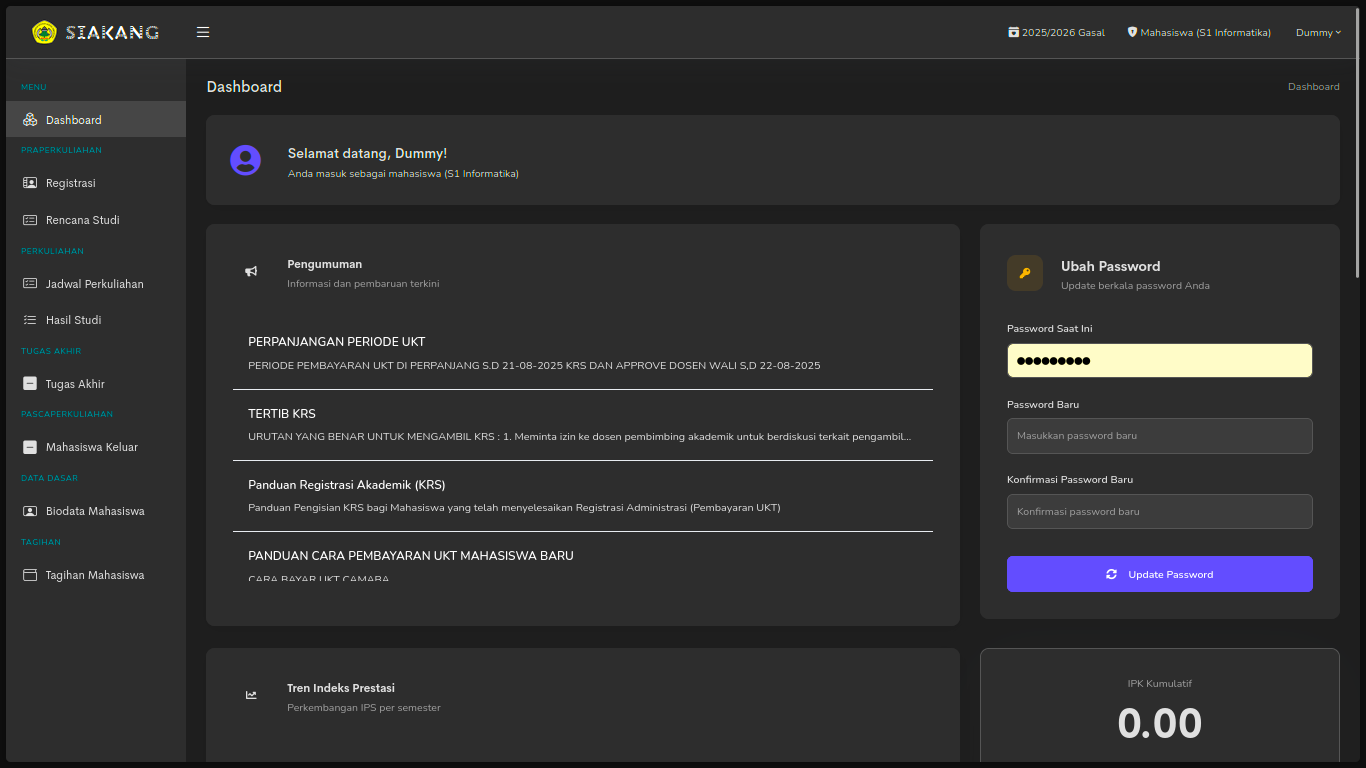 SIAKANG
2025/2026 Gasal
Mahasiswa (S1 Informatika)
Dummy
MENU
Dashboard
PRAPERKULIAHAN
Registrasi
Rencana Studi
PERKULIAHAN
Jadwal Perkuliahan
Hasil Studi
TUGAS AKHIR
Tugas Akhir
PASCAPERKULIAHAN
Mahasiswa Keluar
DATA DASAR
Biodata Mahasiswa
TAGIHAN
Tagihan Mahasiswa
Dashboard
Dashboard
Selamat datang, Dummy!
Anda masuk sebagai mahasiswa (S1 Informatika)
Pengumuman
Informasi dan pembaruan terkini
PERPANJANGAN PERIODE UKT
PERIODE PEMBAYARAN UKT DI PERPANJANG S.D 21-08-2025 KRS DAN APPROVE DOSEN WALI S,D 22-08-2025
TERTIB KRS
URUTAN YANG BENAR UNTUK MENGAMBIL KRS : 1. Meminta izin ke dosen pembimbing akademik untuk berdiskusi terkait pengambil...
Panduan Registrasi Akademik (KRS)
Panduan Pengisian KRS bagi Mahasiswa yang telah menyelesaikan Registrasi Administrasi (Pembayaran UKT)
PANDUAN CARA PEMBAYARAN UKT MAHASISWA BARU
CARA BAYAR UKT CAMABA
Ubah Password
Update berkala password Anda
Password Saat Ini
Password Baru
Masukkan password baru
Konfirmasi Password Baru
Konfirmasi password baru
Update Password
Tren Indeks Prestasi
Perkembangan IPS per semester
IPK Kumulatif
0.00